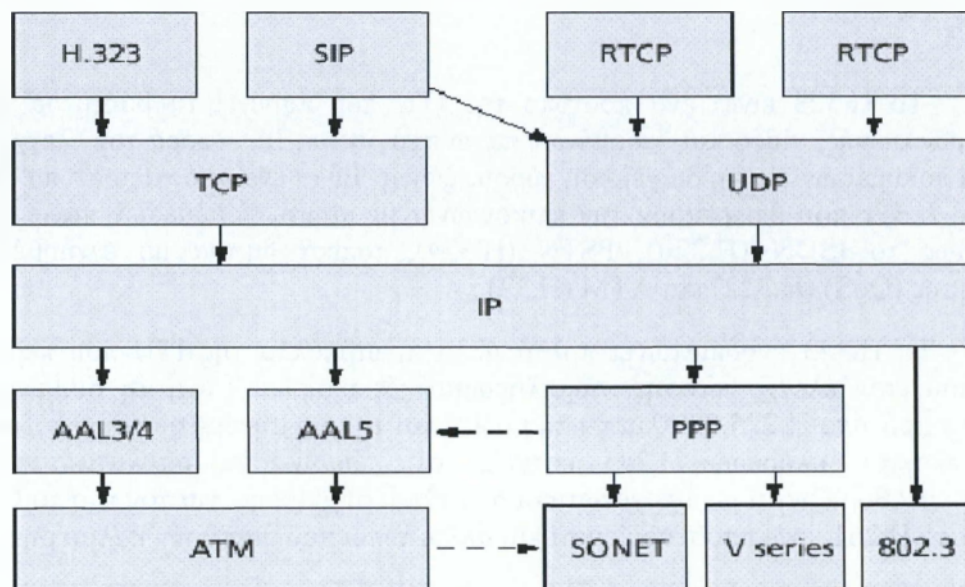 H.323 SIP RTCP RTCP
TCP UDP
IP
AAL3/4 AAL5 PPP
ATM SONET V series 802.3